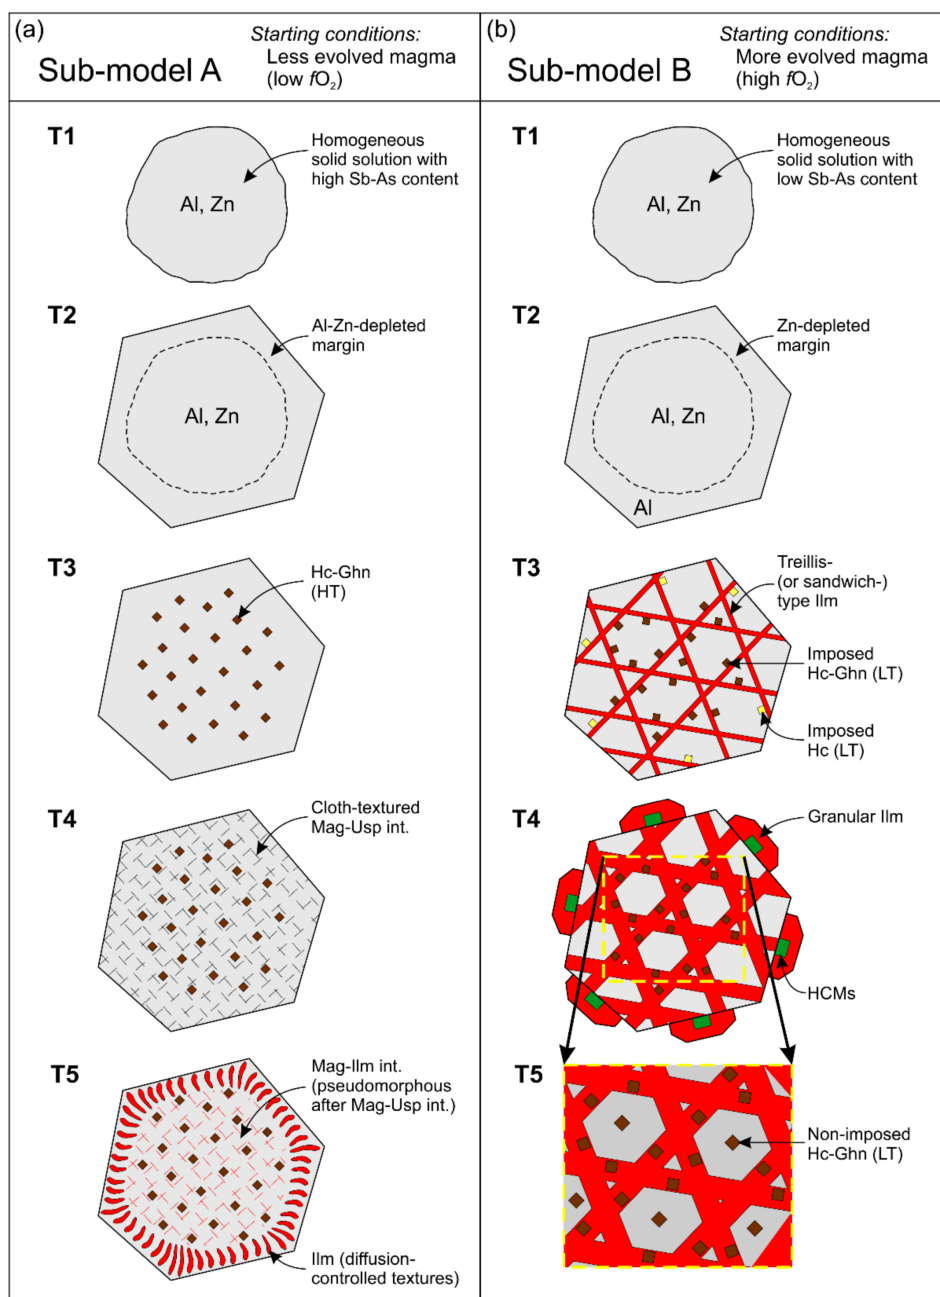 (a)
Starting conditions:
Sub-model A
Less evolved magma
(low fO₂)
T1
Homogeneous
solid solution with
high Sb-As content
Al, Zn
T2
Al-Zn-depleted
margin
Al, Zn
T3
Hc-Ghn
(HT)
T4
Cloth-textured
Mag-Usp int.
T5
Mag-Ilm int.
(pseudomorphous
after Mag-Usp int.)
Ilm (diffusion-
controlled textures)
(b)
Starting conditions:
Sub-model B
More evolved magma
(high fO₂)
T1
Homogeneous
solid solution with
low Sb-As content
Al, Zn
T2
Zn-depleted
margin
Al, Zn
Al
T3
Treillis-
(or sandwich-)
type Ilm
Imposed
Hc-Ghn (LT)
Imposed
Hc (LT)
T4
Granular Ilm
HCMs
T5
Non-imposed
Hc-Ghn (LT)